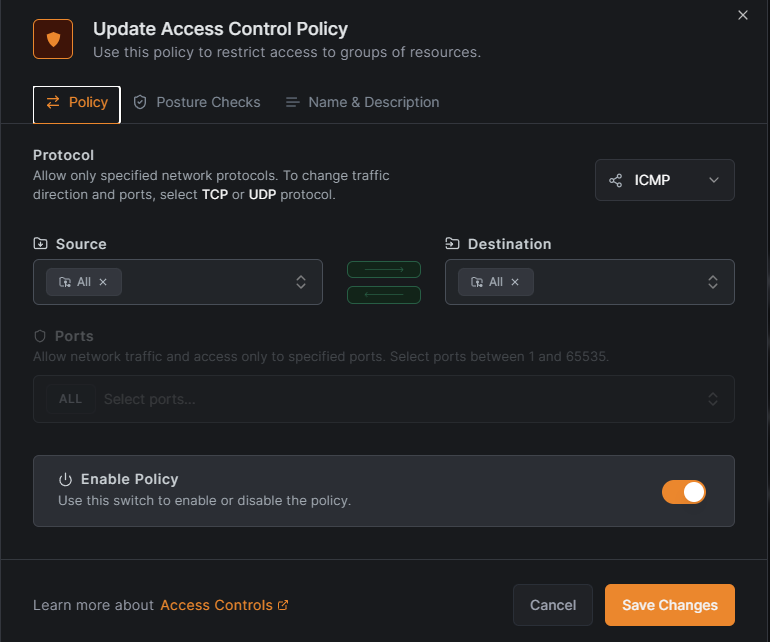 Update Access Control Policy
Use this policy to restrict access to groups of resources.
Policy
Posture Checks
Name & Description
Protocol
Allow only specified network protocols. To change traffic
direction and ports, select TCP or UDP protocol.
ICMP
Source
Destination
All
All
Ports
Allow network traffic and access only to specified ports. Select ports between 1 and 65535.
ALL
Select ports...
Enable Policy
Use this switch to enable or disable the policy.
Learn more about Access Controls
Cancel
Save Changes